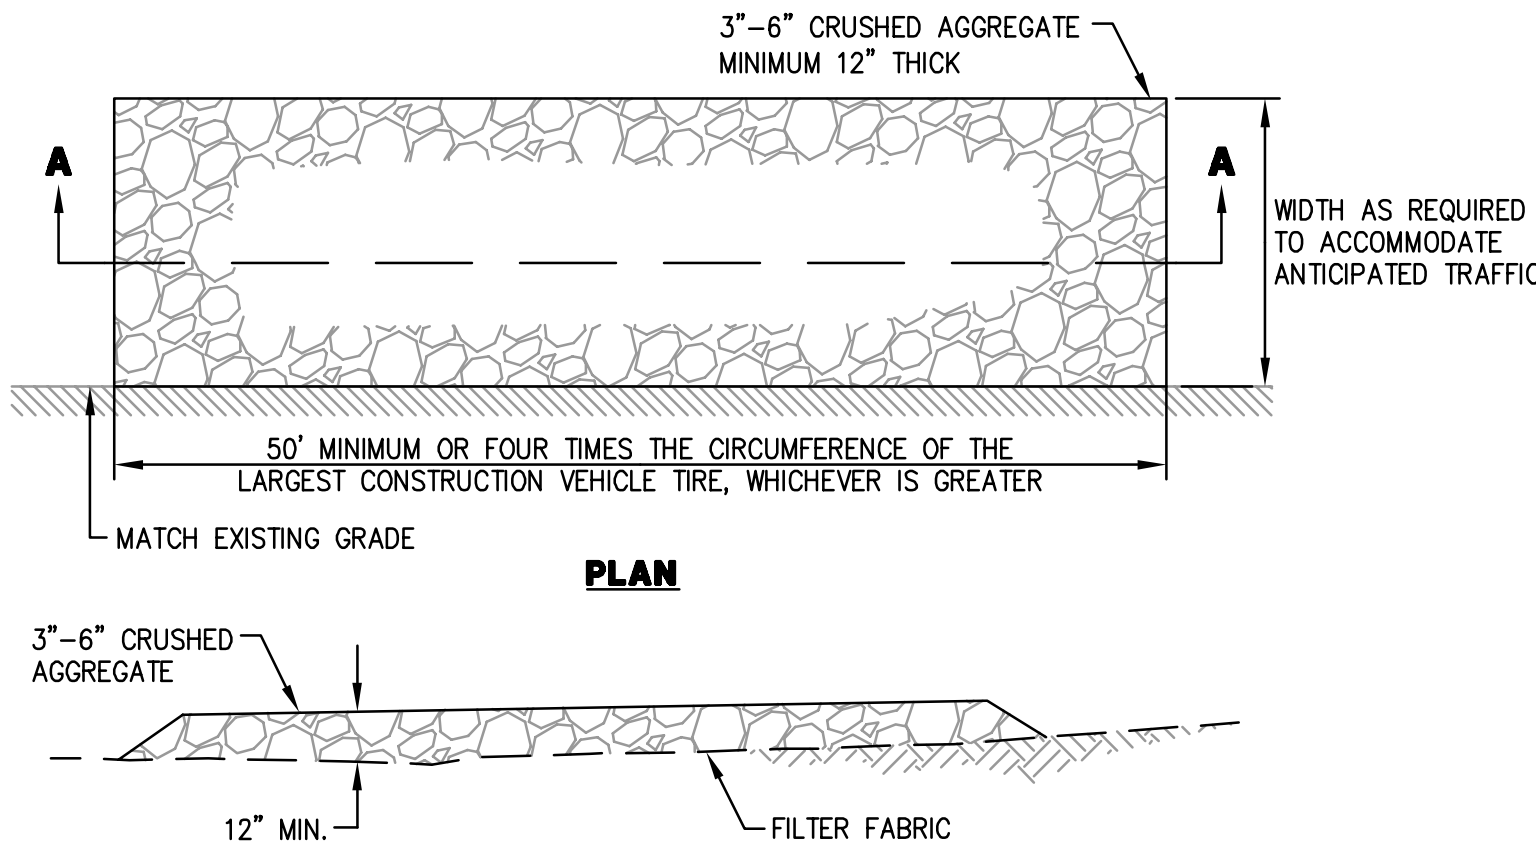 3”–6” CRUSHED AGGREGATE
MINIMUM 12” THICK
A
A
WIDTH AS REQUIRED
TO ACCOMMODATE
ANTICIPATED TRAFFIC
50’ MINIMUM OR FOUR TIMES THE CIRCUMFERENCE OF THE
LARGEST CONSTRUCTION VEHICLE TIRE, WHICHEVER IS GREATER
MATCH EXISTING GRADE
PLAN
3”–6” CRUSHED
AGGREGATE
12” MIN.
FILTER FABRIC